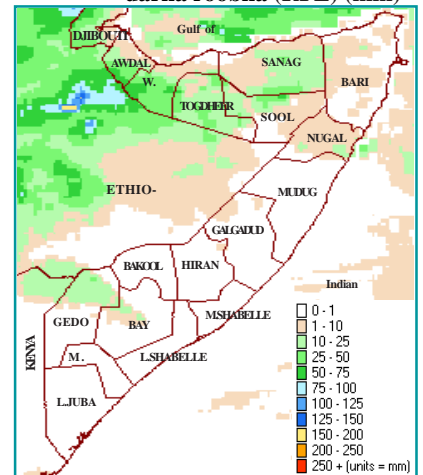 Gulf of
DJIBOUTI
AWDAL
SANAG
W.
BARI
TOGDHEER
SOOL
NUGAL
ETHIO-
MUDUG
GALGADUD
BAKOOL
HIRAN
Indian
GEDO
BAY
M.SHABELLE
KENYA
M.
L.SHABELLE
L.JUBA
0 - 1
1 - 10
10 - 25
25 - 50
50 - 75
75 - 100
100 - 125
125 - 150
150 - 200
200 - 250
250 + (units = mm)